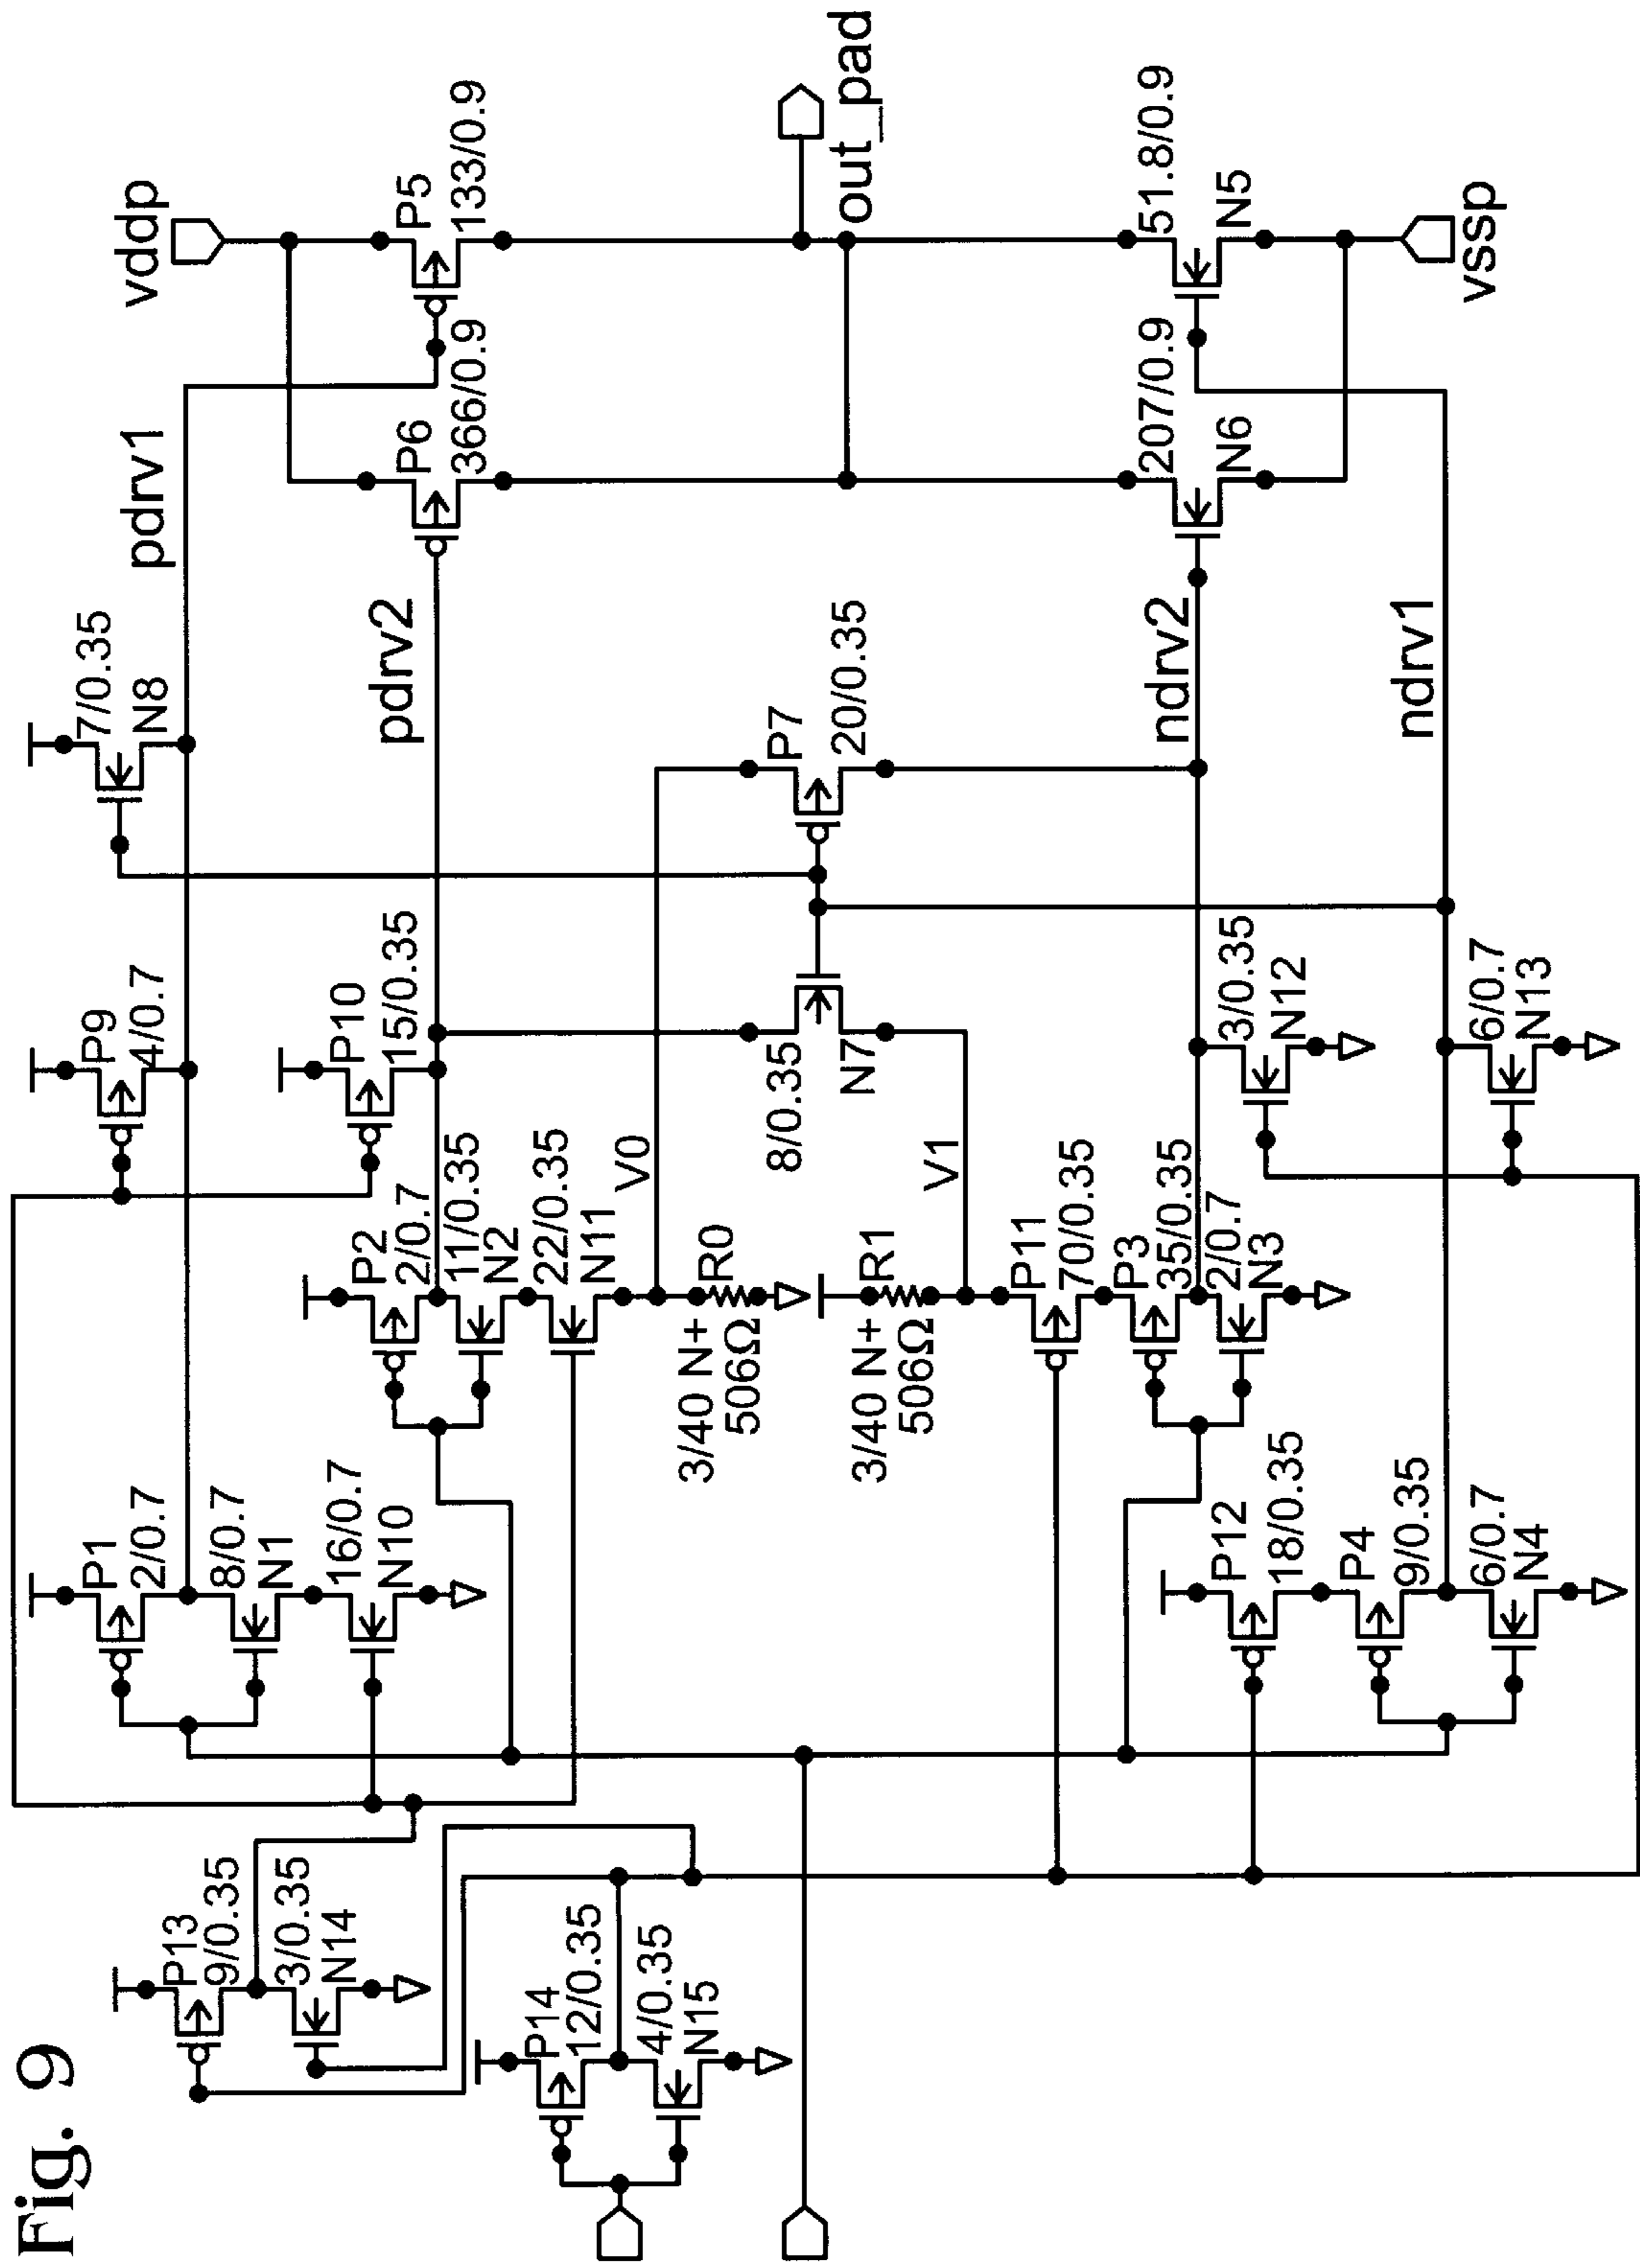 Fig. 9
P13
9/0.35
3/0.35
N14
P14
12/0.35
4/0.35
N15
P1
2/0.7
8/0.7
N1
16/0.7
N10
P2
2/0.7
11/0.35
N2
22/0.35
N11
V0
R0
3/40 N+
506Ω
R1
3/40 N+
506Ω
V1
P11
70/0.35
P3
35/0.35
2/0.7
N3
P12
18/0.35
P4
9/0.35
6/0.7
N4
P9
4/0.7
P10
15/0.35
8/0.35
N7
3/0.35
N12
6/0.7
N13
7/0.35
N8
P7
20/0.35
pdrv1
pdrv2
ndrv2
ndrv1
P6
366/0.9
207/0.9
N6
vddp
P5
133/0.9
out_pad
51.8/0.9
N5
vssp